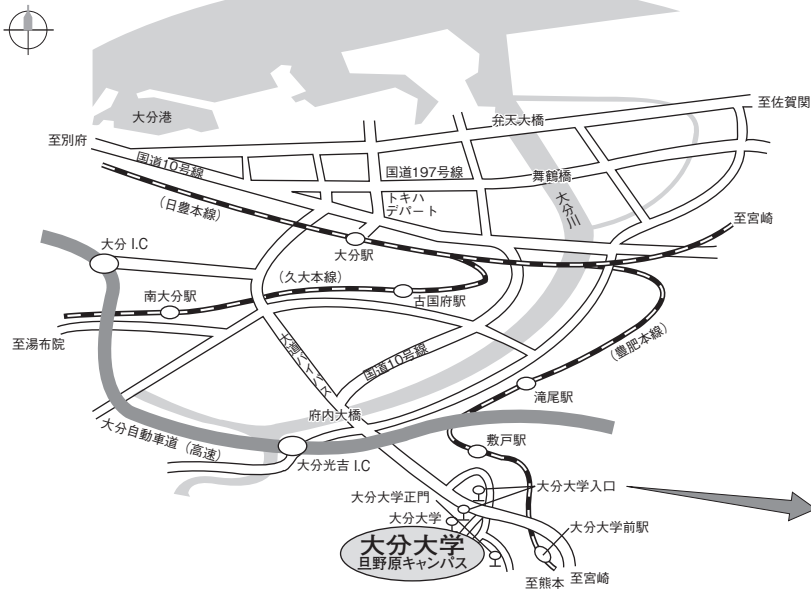 大分港
弁天大橋
至佐賀関
至別府
国道10号線
国道197号線
舞鶴橋
トキハ
デパート
大分川
(日豊本線)
至宮崎
大分 I.C
大分駅
(久大本線)
南大分駅
古国府駅
至湯布院
大道バイパス
国道10号線
(豊肥本線)
滝尾駅
府内大橋
大分自動車道(高速)
敷戸駅
大分光吉 I.C
大分大学入口
大分大学正門
大分大学
大分大学前駅
大分大学
旦野原キャンパス
至熊本
至宮崎